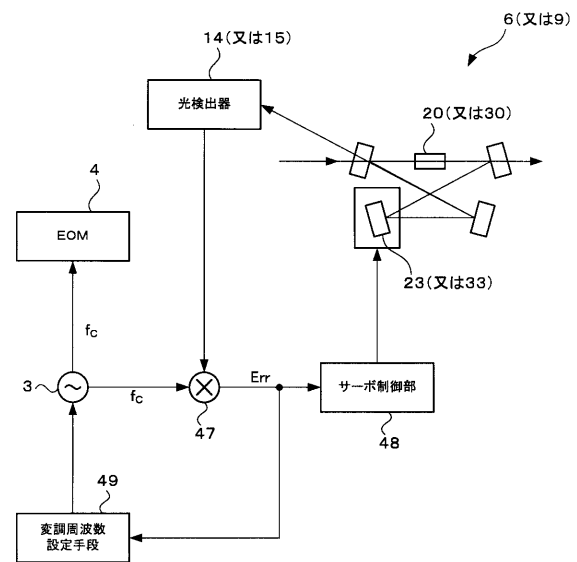 6(又は9)
14(又は15)
光検出器
20(又は30)
4
EOM
23(又は33)
fc
3
fc
Err
サーボ制御部
47
48
49
変調周波数
設定手段